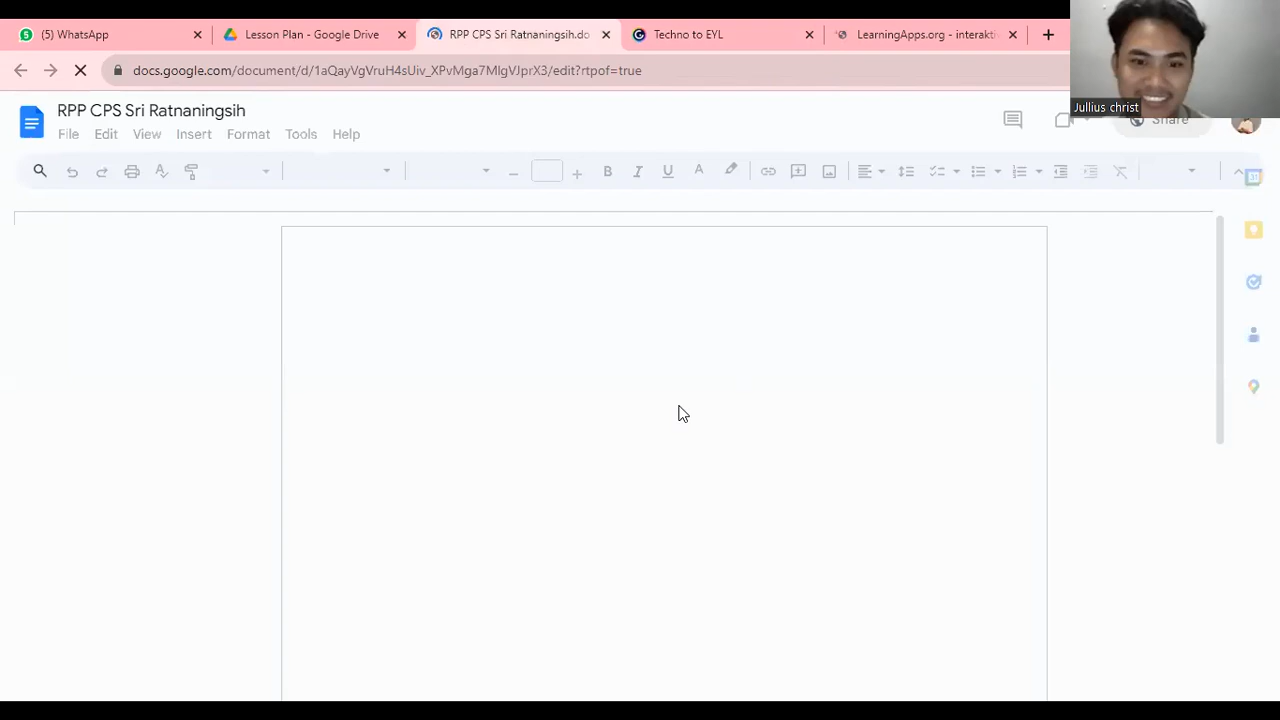 (5) WhatsApp
Lesson Plan - Google Drive
RPP CPS Sri Ratnaningsih.do
Techno to EYL
LearningApps.org - interakti
docs.google.com/document/d/1aQayVgVruH4sUiv_XPvMga7MIgVJprX3/edit?rtpof=true
Jullius christ
RPP CPS Sri Ratnaningsih
Share
File Edit View Insert Format Tools Help